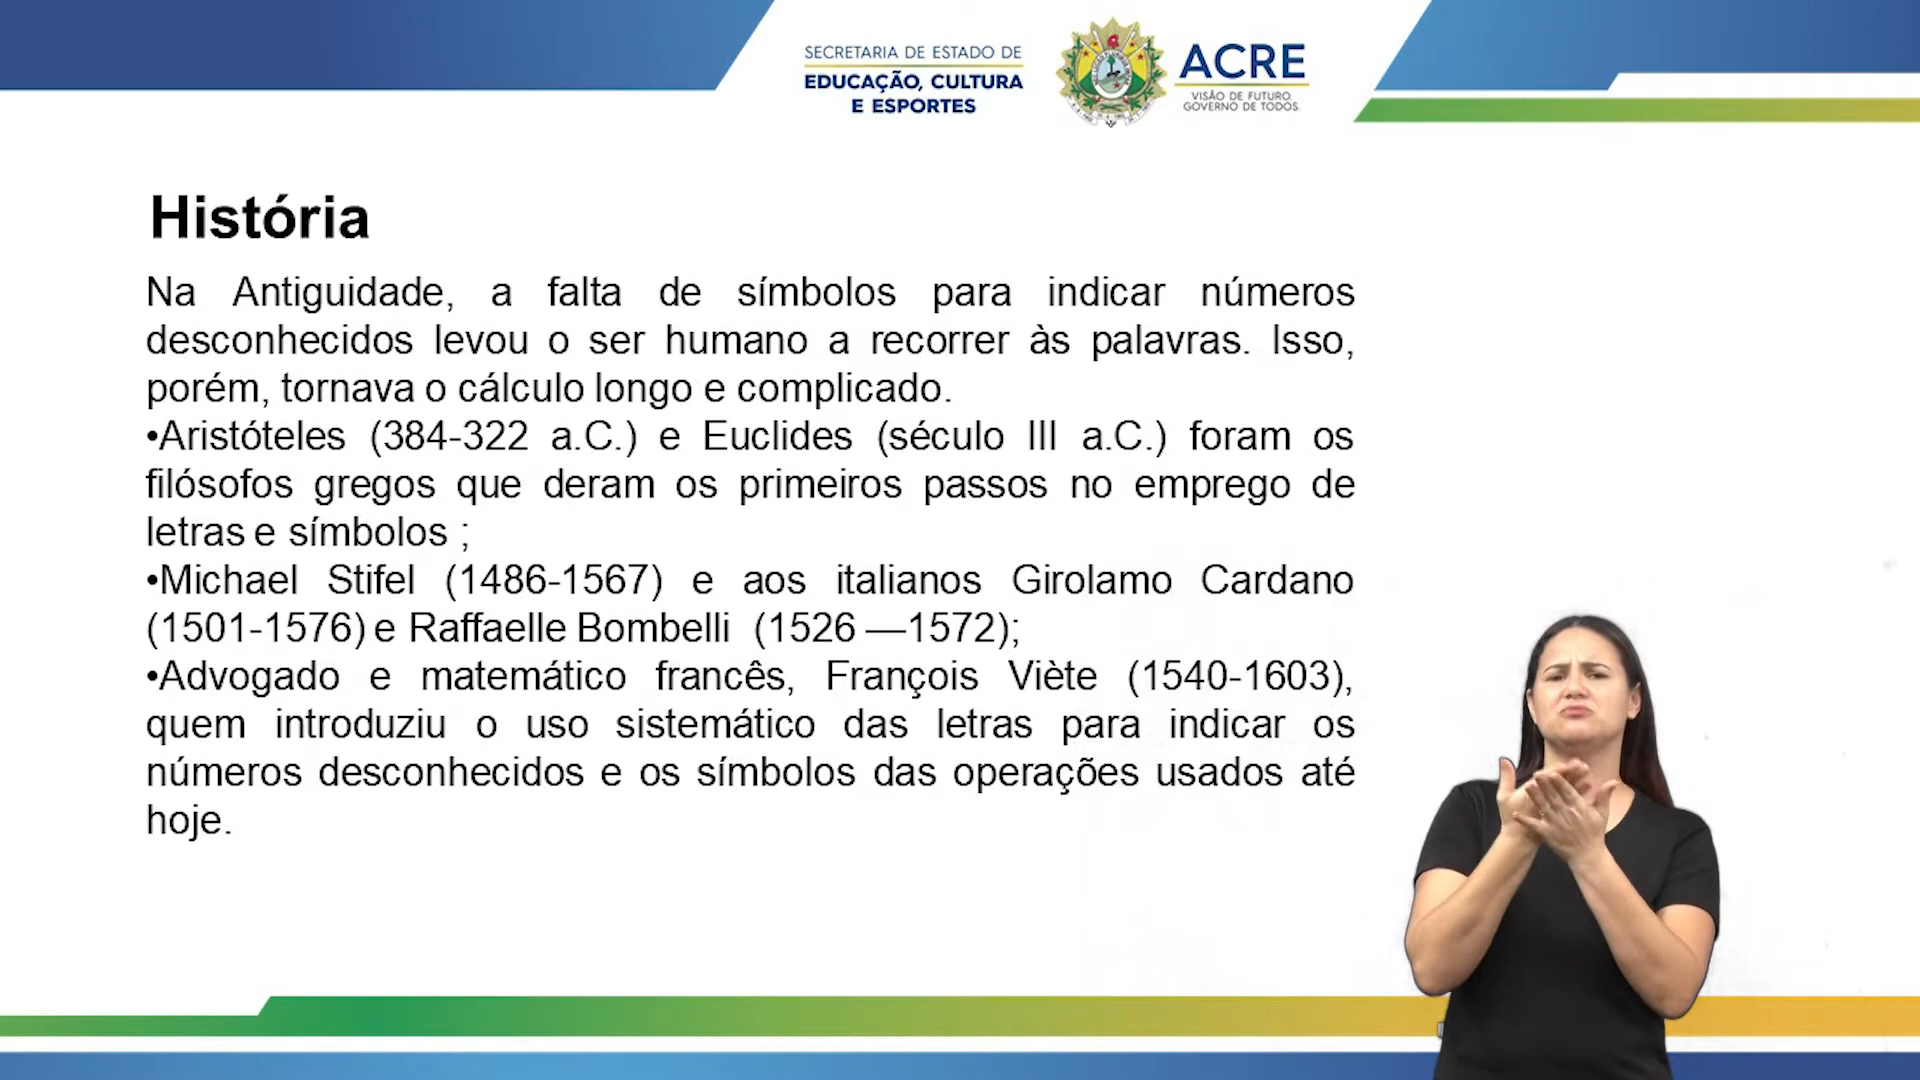 SECRETARIA DE ESTADO DE
EDUCAÇÃO, CULTURA
E ESPORTES
ACRE
VISÃO DE FUTURO.
GOVERNO DE TODOS.
História
Na Antiguidade, a falta de símbolos para indicar números
desconhecidos levou o ser humano a recorrer às palavras. Isso,
porém, tornava o cálculo longo e complicado.
•Aristóteles (384-322 a.C.) e Euclides (século III a.C.) foram os
filósofos gregos que deram os primeiros passos no emprego de
letras e símbolos ;
•Michael Stifel (1486-1567) e aos italianos Girolamo Cardano
(1501-1576) e Raffaelle Bombelli (1526 —1572);
•Advogado e matemático francês, François Viète (1540-1603),
quem introduziu o uso sistemático das letras para indicar os
números desconhecidos e os símbolos das operações usados até
hoje.